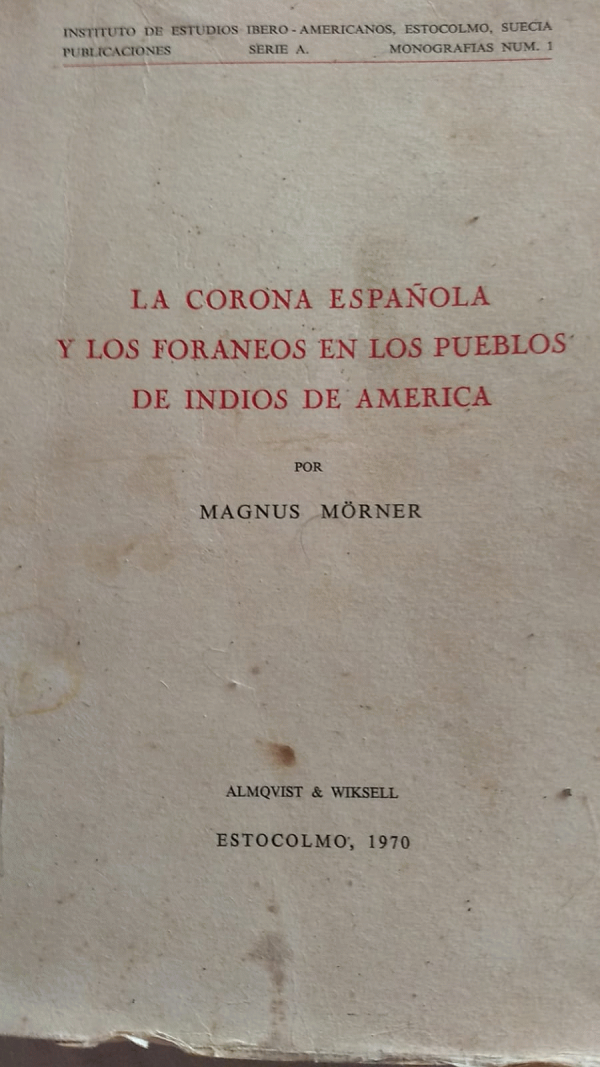 INSTITUTO DE ESTUDIOS IBERO-AMERICANOS, ESTOCOLMO, SUECIA
PUBLICACIONES SERIE A. MONOGRAFIAS NUM. 1
LA CORONA ESPAÑOLA
Y LOS FORANEOS EN LOS PUEBLOS
DE INDIOS DE AMERICA
POR
MAGNUS MÖRNER
ALMQVIST & WIKSELL
ESTOCOLMO, 1970